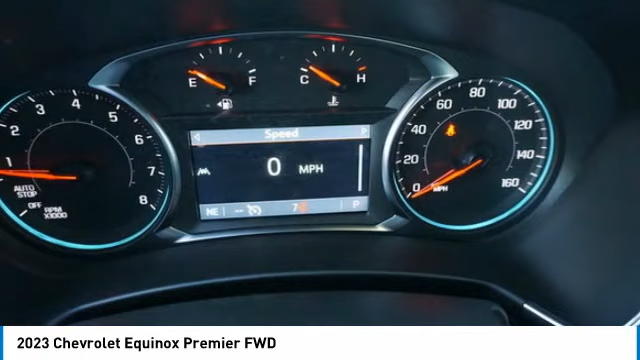 E F
C H
1 2 3 4 5 6 7 8
AUTO
STOP
OFF
RPM
X1000
Speed
0 MPH
NE -- P
0 20 40 60 80 100 120 140 160
MPH
2023 Chevrolet Equinox Premier FWD